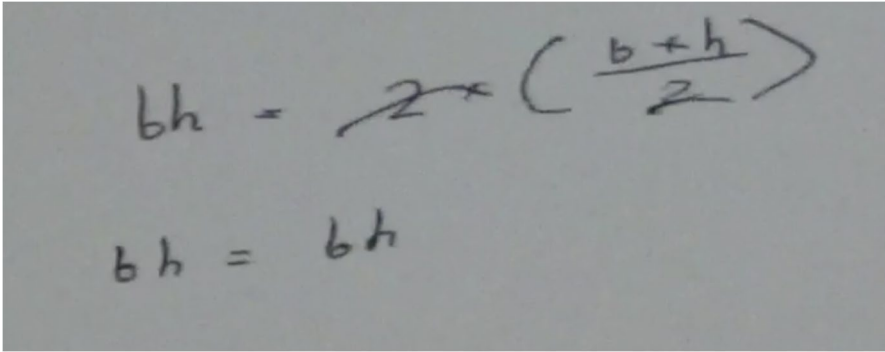 bh = 2 × (b × h / 2)
bh = bh